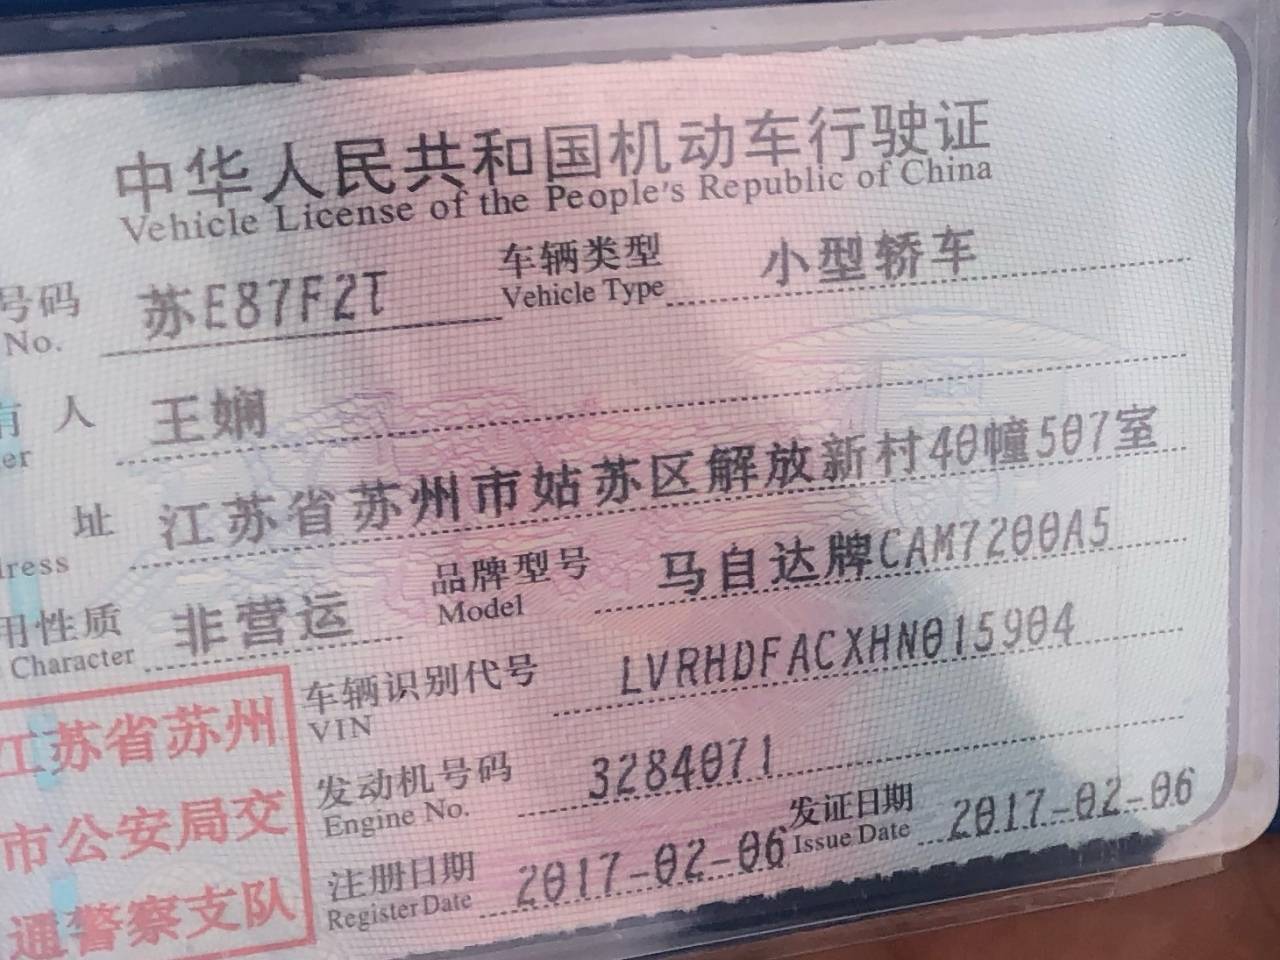 中华人民共和国机动车行驶证
Vehicle License of the People's Republic of China
号码 苏E87F2T 车辆类型 小型轿车
No. Vehicle Type
有 人 王娴
er
址 江苏省苏州市姑苏区解放新村40幢507室
ress
用性质 非营运 品牌型号 马自达牌CAM7200A5
Character Model
车辆识别代号 LVRHDFACXHN015904
VIN
发动机号码 3284071
Engine No.
注册日期 2017-02-06 发证日期 2017-02-06
Register Date Issue Date
江苏省苏州
市公安局交
通警察支队